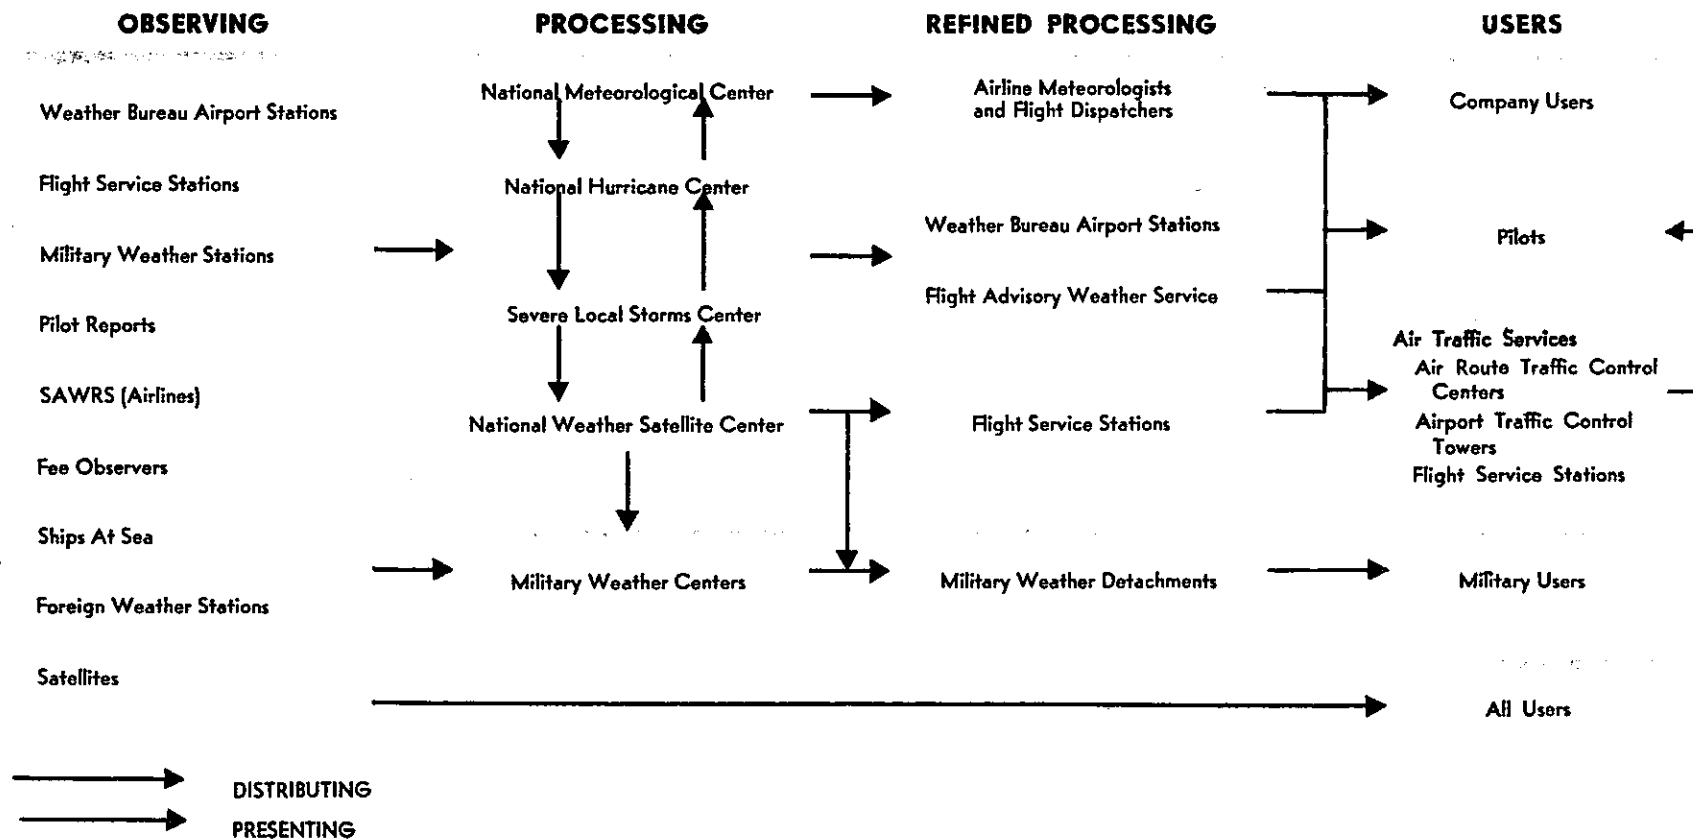 OBSERVING
PROCESSING
REFINED PROCESSING
USERS
Weather Bureau Airport Stations
Flight Service Stations
Military Weather Stations
Pilot Reports
SAWRS (Airlines)
Fee Observers
Ships At Sea
Foreign Weather Stations
Satellites
National Meteorological Center
National Hurricane Center
Severe Local Storms Center
National Weather Satellite Center
Military Weather Centers
Airline Meteorologists
and Flight Dispatchers
Weather Bureau Airport Stations
Flight Advisory Weather Service
Flight Service Stations
Military Weather Detachments
Company Users
Pilots
Air Traffic Services
Air Route Traffic Control
Centers
Airport Traffic Control
Towers
Flight Service Stations
Military Users
All Users
DISTRIBUTING
PRESENTING